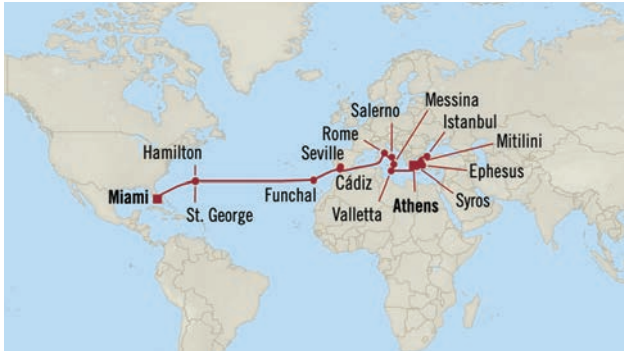 Messina
Salerno
Istanbul
Rome
Mitilini
Hamilton
Seville
Ephesus
Miami
Cádiz
Funchal
St. George
Valletta
Athens
Syros